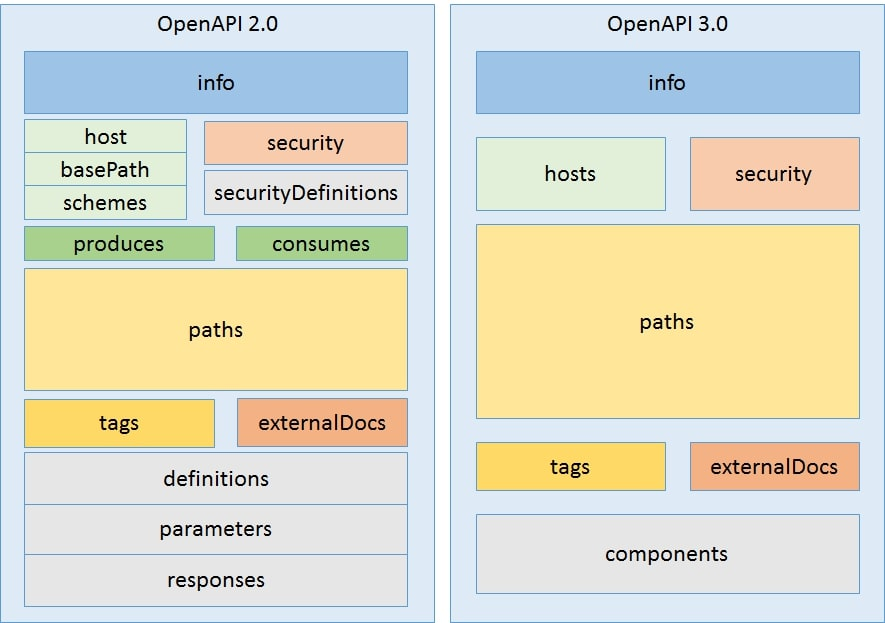 OpenAPI 2.0
info
host
basePath
schemes
security
securityDefinitions
produces
consumes
paths
tags
externalDocs
definitions
parameters
responses
OpenAPI 3.0
info
hosts
security
paths
tags
externalDocs
components